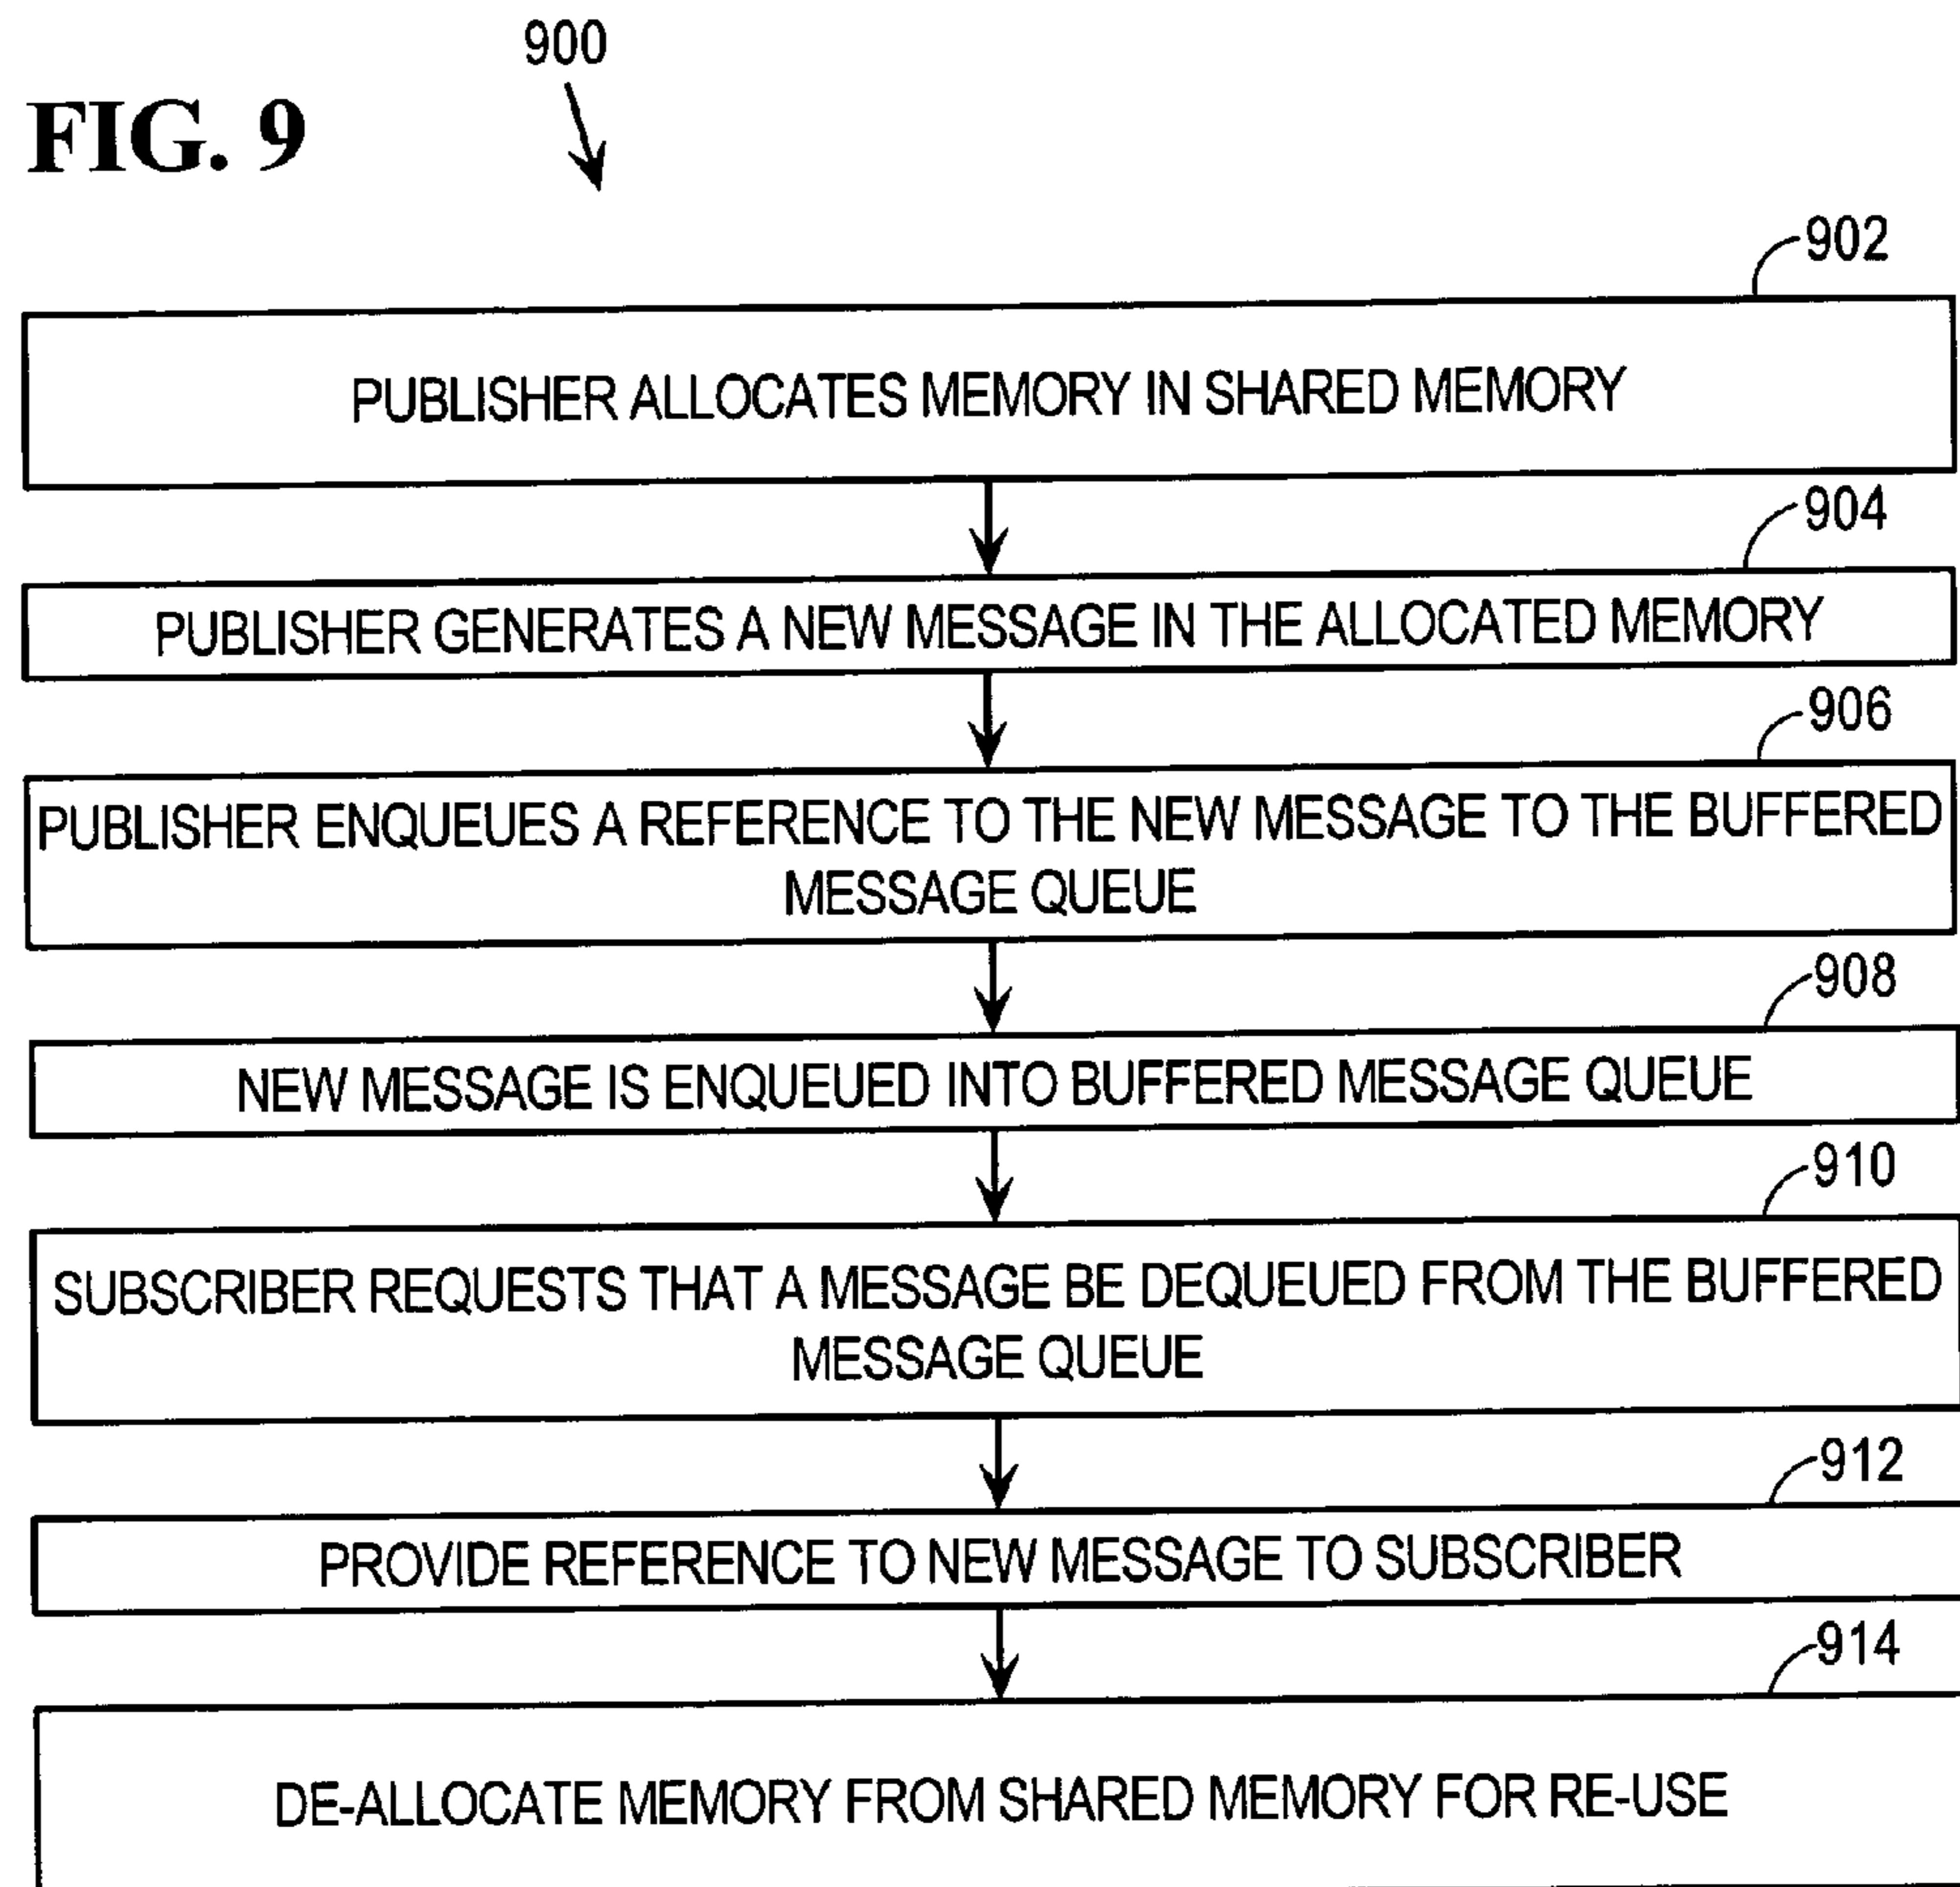 900
FIG. 9
902
PUBLISHER ALLOCATES MEMORY IN SHARED MEMORY
904
PUBLISHER GENERATES A NEW MESSAGE IN THE ALLOCATED MEMORY
906
PUBLISHER ENQUEUES A REFERENCE TO THE NEW MESSAGE TO THE BUFFERED
MESSAGE QUEUE
908
NEW MESSAGE IS ENQUEUED INTO BUFFERED MESSAGE QUEUE
910
SUBSCRIBER REQUESTS THAT A MESSAGE BE DEQUEUED FROM THE BUFFERED
MESSAGE QUEUE
912
PROVIDE REFERENCE TO NEW MESSAGE TO SUBSCRIBER
914
DE-ALLOCATE MEMORY FROM SHARED MEMORY FOR RE-USE